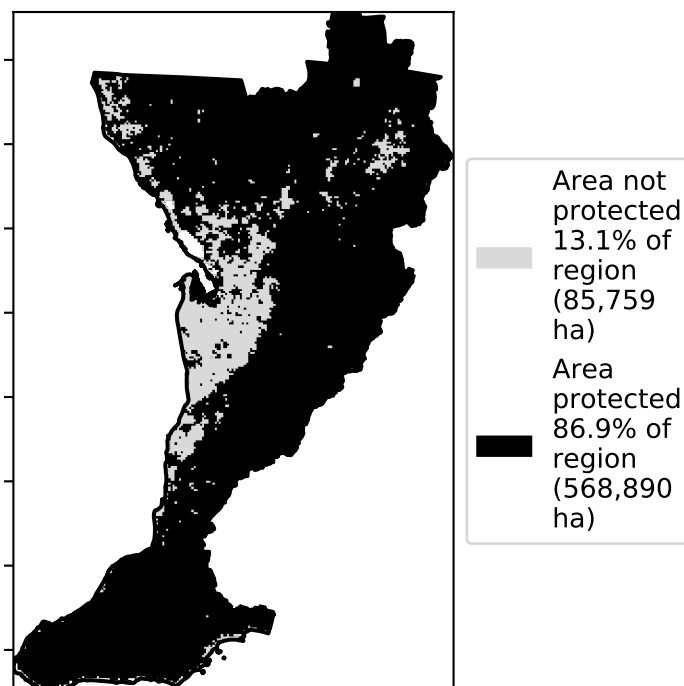 Area not
protected
13.1% of
region
(85,759
ha)
Area
protected
86.9% of
region
(568,890
ha)